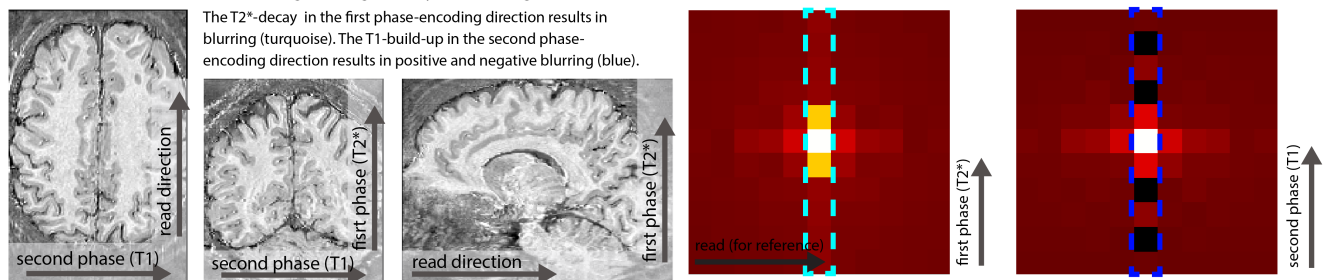 The T2*-decay in the first phase-encoding direction results in
blurring (turquoise). The T1-build-up in the second phase-
encoding direction results in positive and negative blurring (blue).
read direction
second phase (T1)
fisrt phase (T2*)
second phase (T1)
first phase (T2*)
read direction
read (for reference)
first phase (T2*)
second phase (T1)